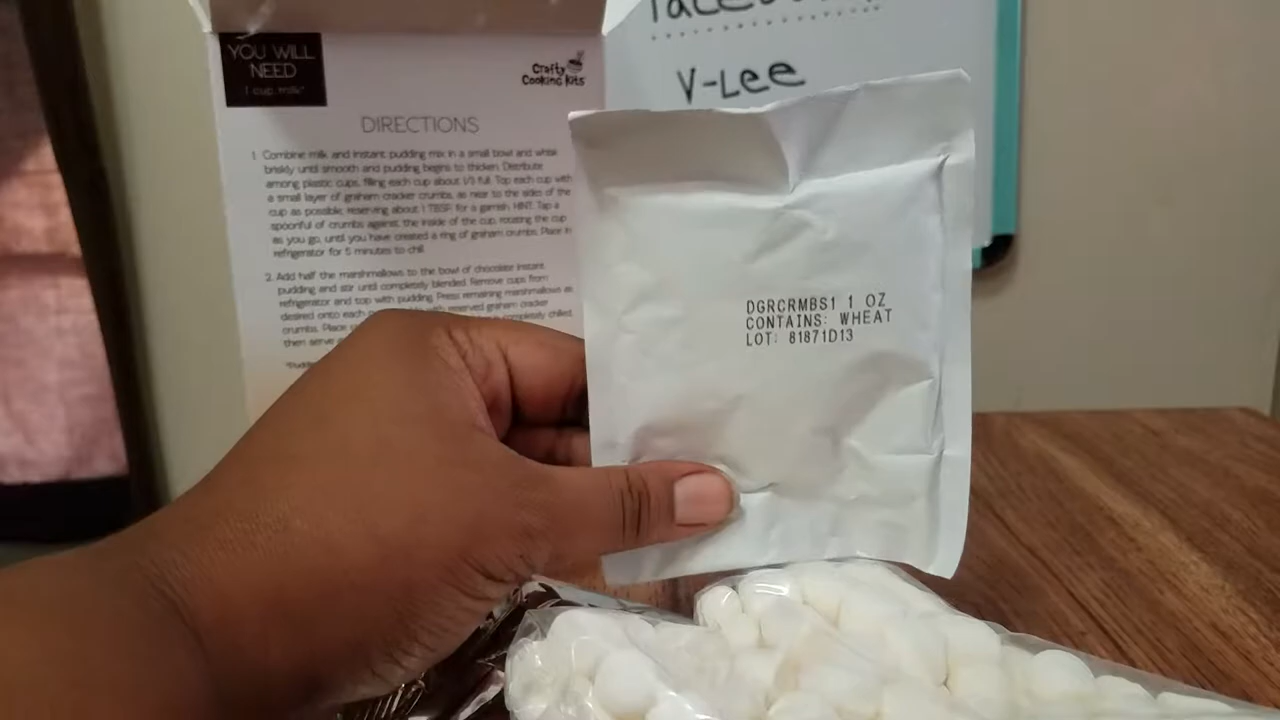 YOU WILL
NEED
1 cup milk*
Crafty
Cooking Kits
DIRECTIONS
1. Combine milk and instant pudding mix in a small bowl and whisk
briskly until smooth and pudding begins to thicken. Distribute
among plastic cups, filling each cup about 1/3 full. Top each cup with
a small layer of graham cracker crumbs, as near to the sides of the
cup as possible, reserving about 1 TBSP. for a garnish. HINT: Tap a
spoonful of crumbs against the inside of the cup, rotating the cup
as you go, until you have created a ring of graham crumbs. Place in
refrigerator for 5 minutes to chill.
2. Add half the marshmallows to the bowl of chocolate instant
pudding and stir until completely blended. Remove cups from
refrigerator and top with pudding. Press remaining marshmallows as
desired onto each with reserved graham cracker
crumbs. Place completely chilled,
then serve
V-Lee
DGRCRMBS1 1 OZ
CONTAINS: WHEAT
LOT: 81871D13